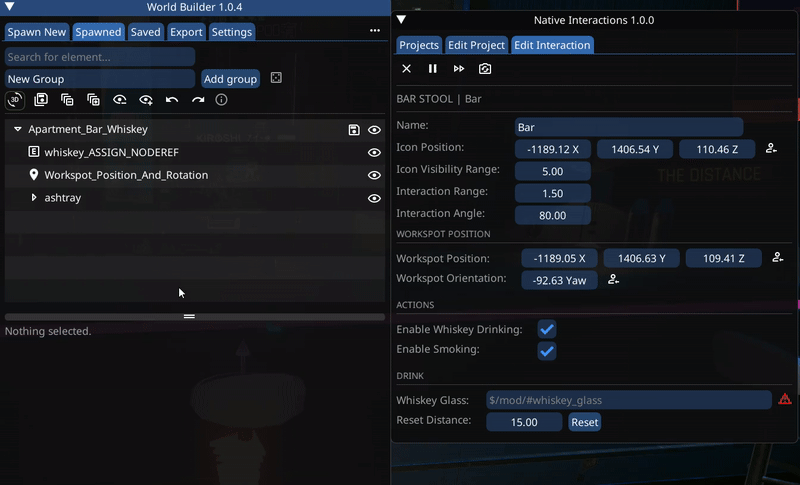 World Builder 1.0.4
Spawn New
Spawned
Saved
Export
Settings
Search for element...
New Group
Add group
3D
Apartment_Bar_Whiskey
whiskey_ASSIGN_NODEREF
Workspot_Position_And_Rotation
ashtray
Nothing selected.
Native Interactions 1.0.0
Projects
Edit Project
Edit Interaction
BAR STOOL | Bar
Name: Bar
Icon Position: -1189.12 X 1406.54 Y 110.46 Z
Icon Visibility Range: 5.00
THE DISTANCE
Interaction Range: 1.50
Interaction Angle: 80.00
WORKSPOT POSITION
Workspot Position: -1189.05 X 1406.63 Y 109.41 Z
Workspot Orientation: -92.63 Yaw
ACTIONS
Enable Whiskey Drinking:
Enable Smoking:
DRINK
Whiskey Glass: $/mod/#whiskey_glass
Reset Distance: 15.00 Reset